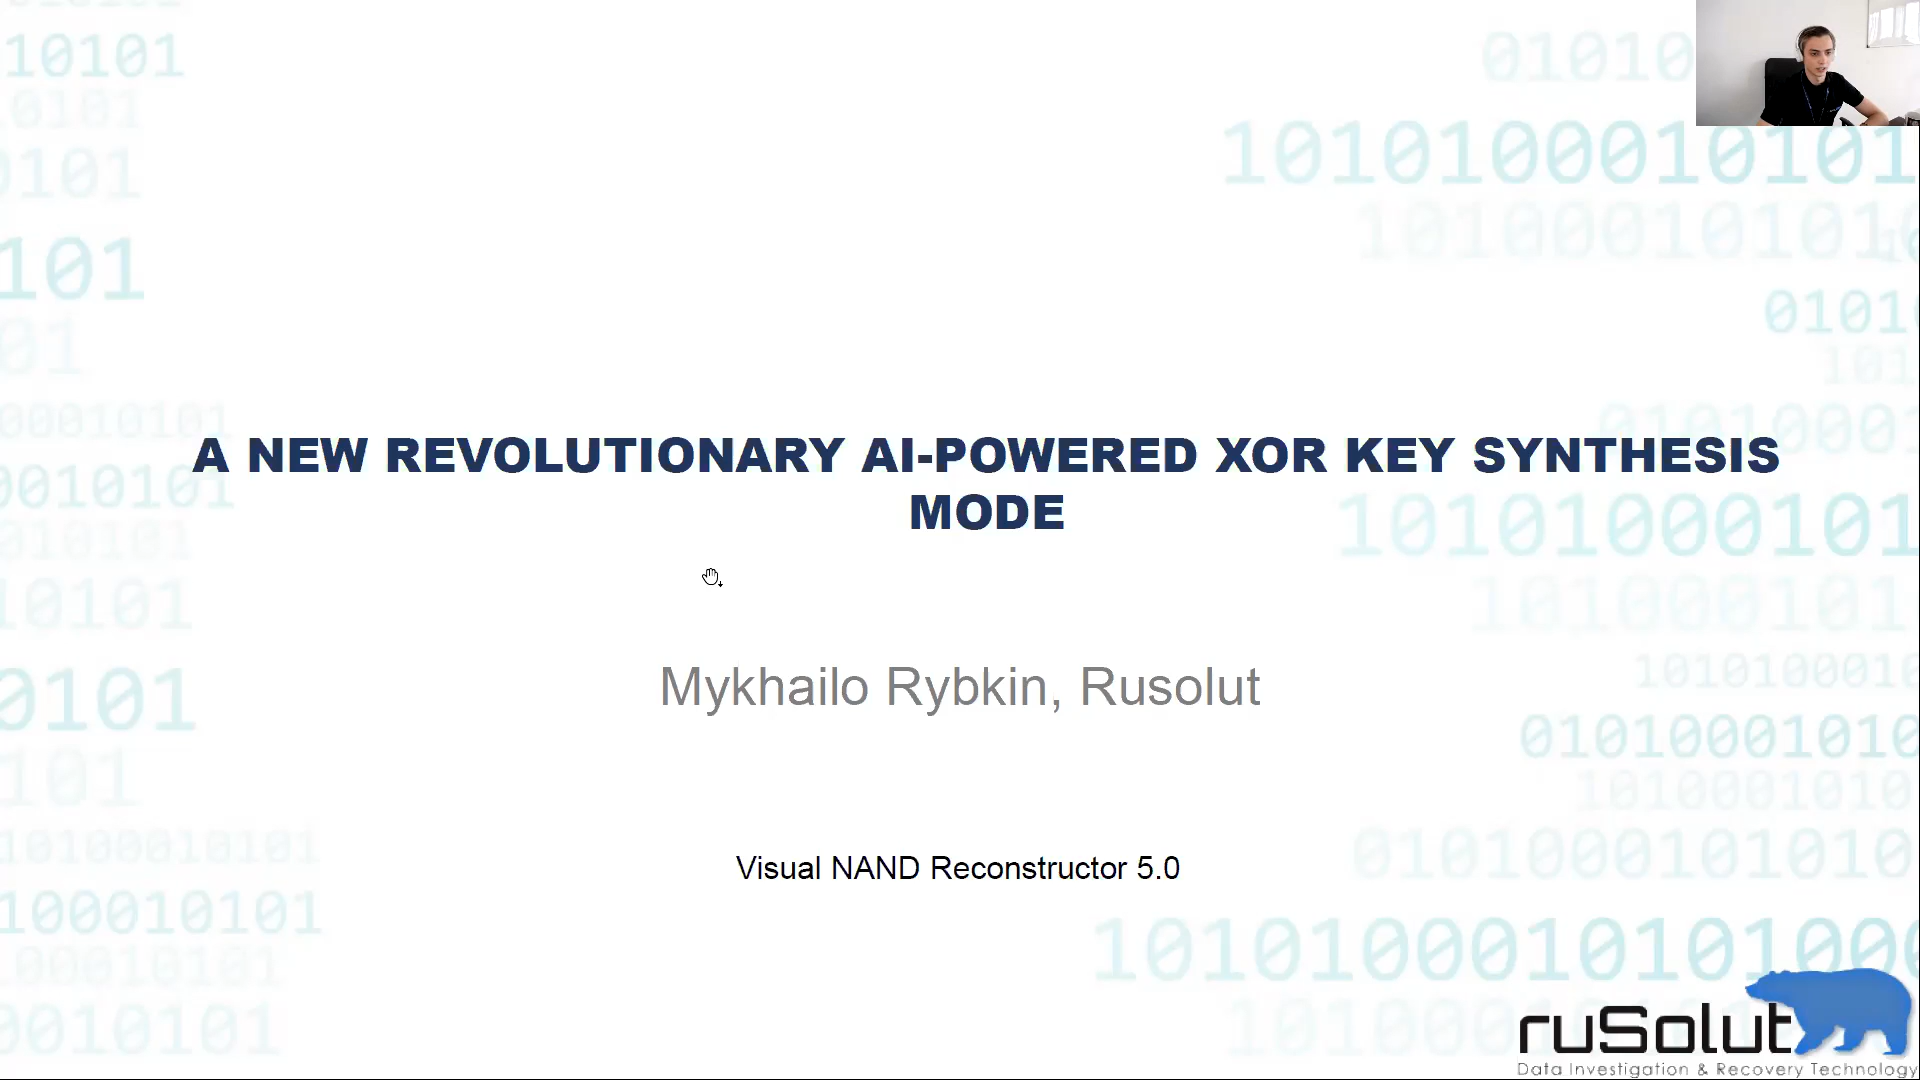 A NEW REVOLUTIONARY AI-POWERED XOR KEY SYNTHESIS
MODE
Mykhailo Rybkin, Rusolut
Visual NAND Reconstructor 5.0
ruSolut
Data Investigation & Recovery Technology